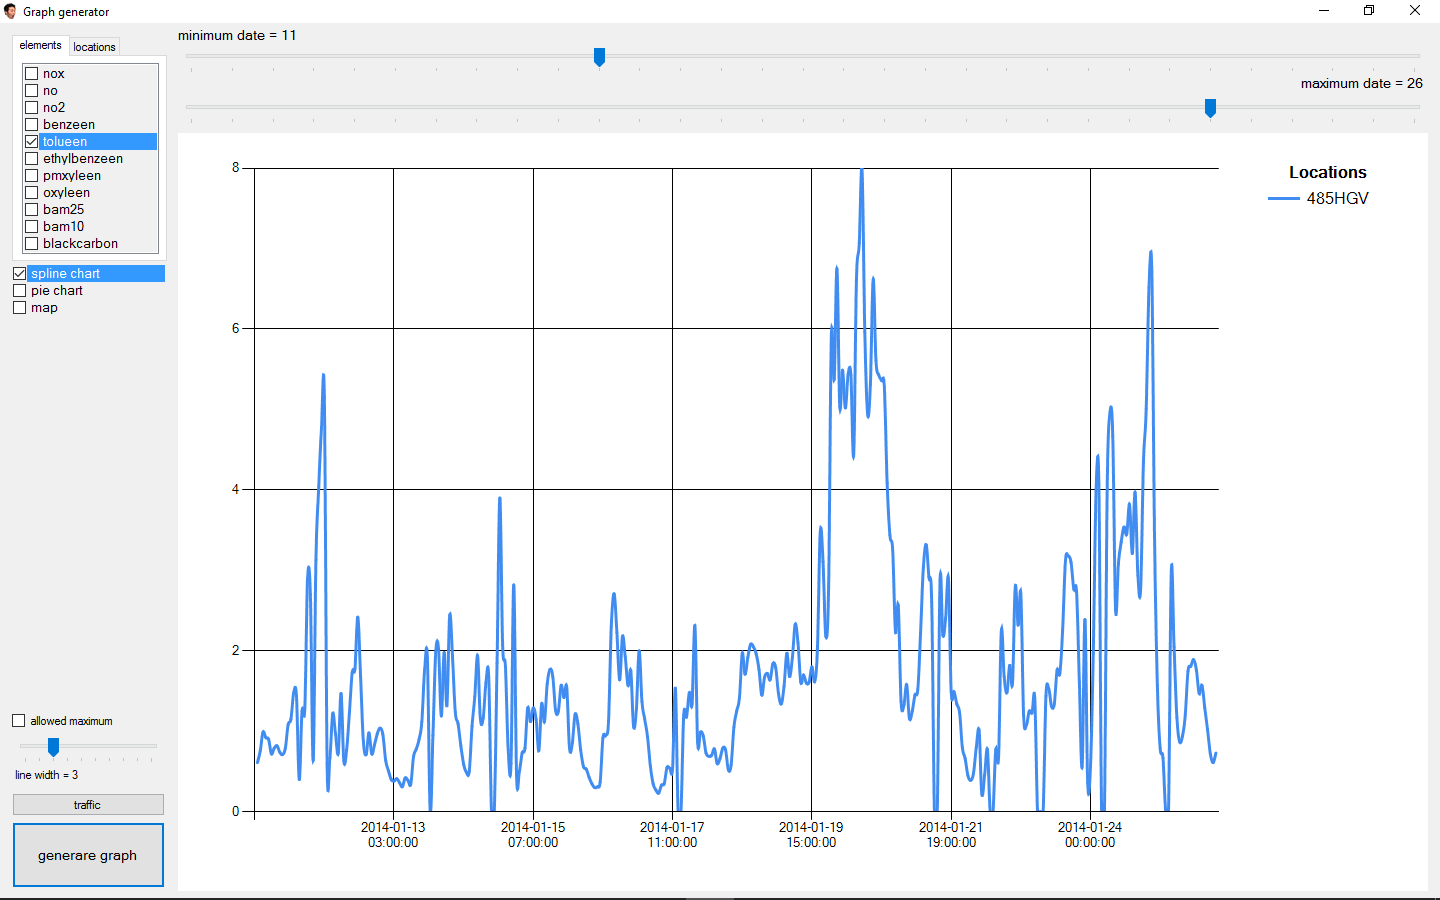 Graph generator
elements
locations
nox
no
no2
benzeen
tolueen
ethylbenzeen
pmxyleen
oxyleen
bam25
bam10
blackcarbon
spline chart
pie chart
map
allowed maximum
line width = 3
traffic
generare graph
minimum date = 11
maximum date = 26
8
6
4
2
0
2014-01-13
03:00:00
2014-01-15
07:00:00
2014-01-17
11:00:00
2014-01-19
15:00:00
2014-01-21
19:00:00
2014-01-24
00:00:00
Locations
485HGV